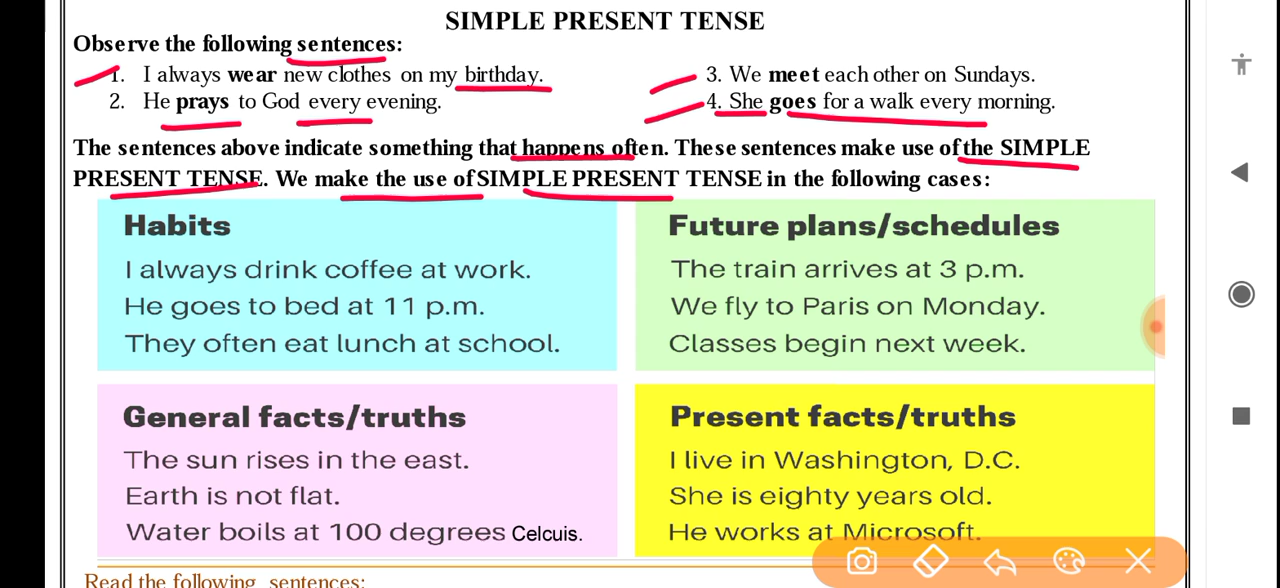 SIMPLE PRESENT TENSE
Observe the following sentences:
1. I always wear new clothes on my birthday.
2. He prays to God every evening.
3. We meet each other on Sundays.
4. She goes for a walk every morning.
The sentences above indicate something that happens often. These sentences make use of the SIMPLE
PRESENT TENSE. We make the use of SIMPLE PRESENT TENSE in the following cases:
Habits
I always drink coffee at work.
He goes to bed at 11 p.m.
They often eat lunch at school.
Future plans/schedules
The train arrives at 3 p.m.
We fly to Paris on Monday.
Classes begin next week.
General facts/truths
The sun rises in the east.
Earth is not flat.
Water boils at 100 degrees Celcuis.
Present facts/truths
I live in Washington, D.C.
She is eighty years old.
He works at Microsoft.
Read the following sentences: